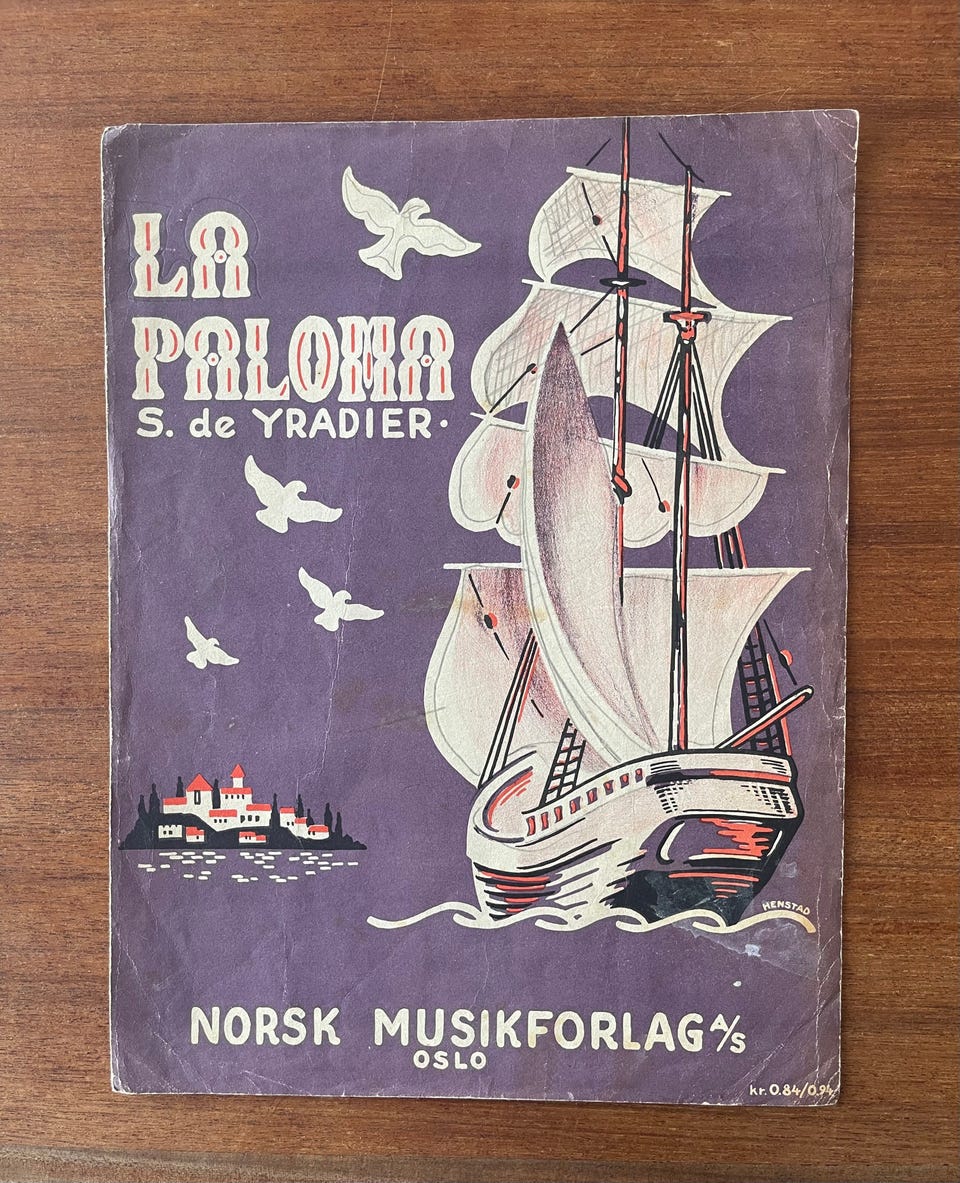 LA
PALOMA
S. de YRADIER.
HENSTAD
NORSK MUSIKFORLAG A/S
OSLO
kr. 0.84/0.94